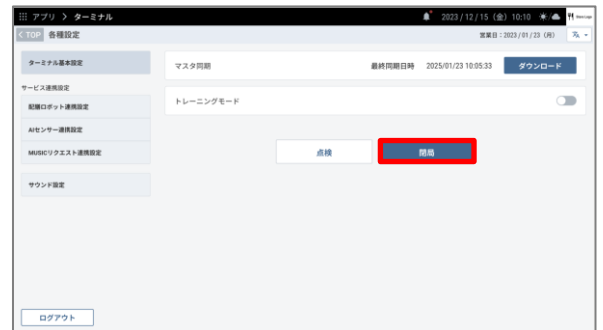 アプリ > ターミナル
2023/12/15 (金) 10:10
< TOP 各種設定
営業日：2023/01/23 (月)
ターミナル基本設定
サービス連携設定
配膳ロボット連携設定
AIセンサー連携設定
MUSICリクエスト連携設定
サウンド設定
マスタ同期
最終同期日時 2025/01/23 10:05:33
ダウンロード
トレーニングモード
点検
閉局
ログアウト